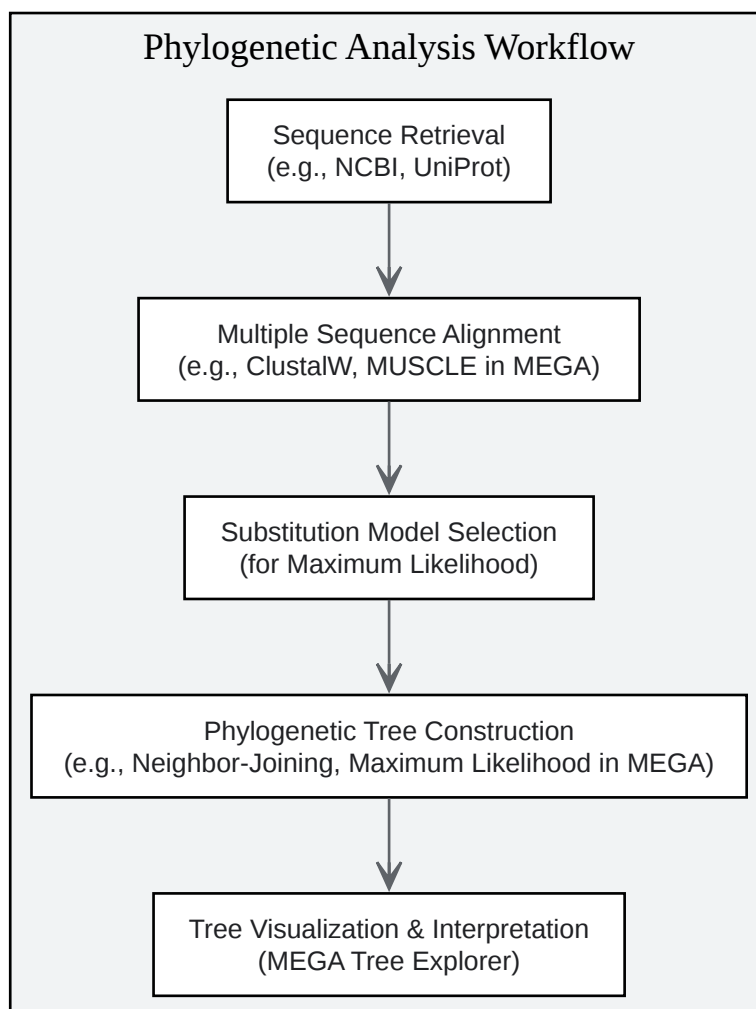 Phylogenetic Analysis Workflow
Sequence Retrieval
(e.g., NCBI, UniProt)
Multiple Sequence Alignment
(e.g., ClustalW, MUSCLE in MEGA)
Substitution Model Selection
(for Maximum Likelihood)
Phylogenetic Tree Construction
(e.g., Neighbor-Joining, Maximum Likelihood in MEGA)
Tree Visualization & Interpretation
(MEGA Tree Explorer)